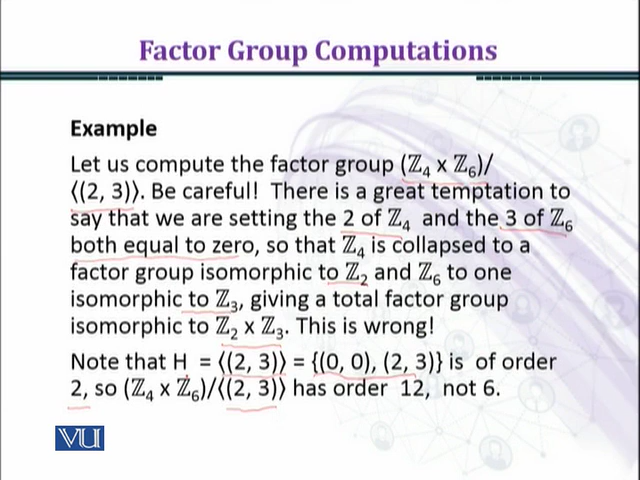 Factor Group Computations
Example
Let us compute the factor group (ℤ₄ x ℤ₆)/
⟨(2, 3)⟩. Be careful! There is a great temptation to
say that we are setting the 2 of ℤ₄ and the 3 of ℤ₆
both equal to zero, so that ℤ₄ is collapsed to a
factor group isomorphic to ℤ₂ and ℤ₆ to one
isomorphic to ℤ₃, giving a total factor group
isomorphic to ℤ₂ x ℤ₃. This is wrong!
Note that H = ⟨(2, 3)⟩ = {(0, 0), (2, 3)} is of order
2, so (ℤ₄ x ℤ₆)/⟨(2, 3)⟩ has order 12, not 6.
VU